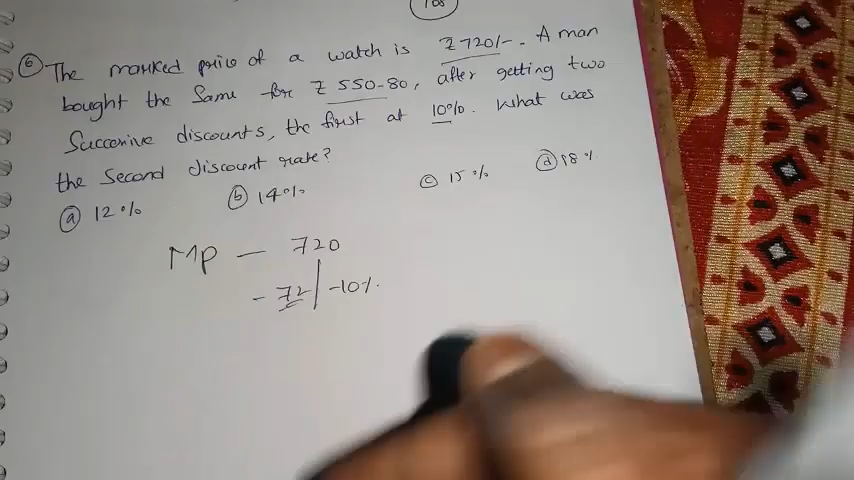 108
⑥ The marked price of a watch is ₹720/-. A man
bought the same for ₹ 550-80, after getting two
Successive discounts, the first at 10%. What was
the Second discount rate?
ⓐ 12% ⓑ 14% ⓒ 15% ⓓ 18%
MP — 720
- 72 | -10%